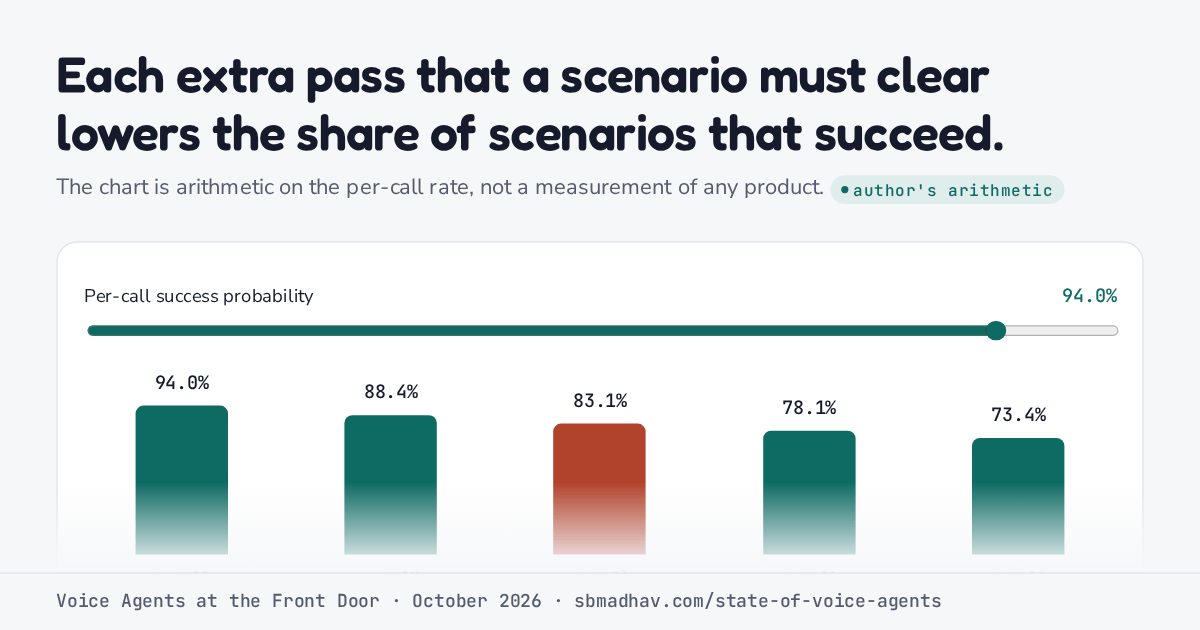 Each extra pass that a scenario must clear
lowers the share of scenarios that succeed.
The chart is arithmetic on the per-call rate, not a measurement of any product. author's arithmetic
Per-call success probability 94.0%
94.0% 88.4% 83.1% 78.1% 73.4%
Voice Agents at the Front Door · October 2026 · sbmadhav.com/state-of-voice-agents